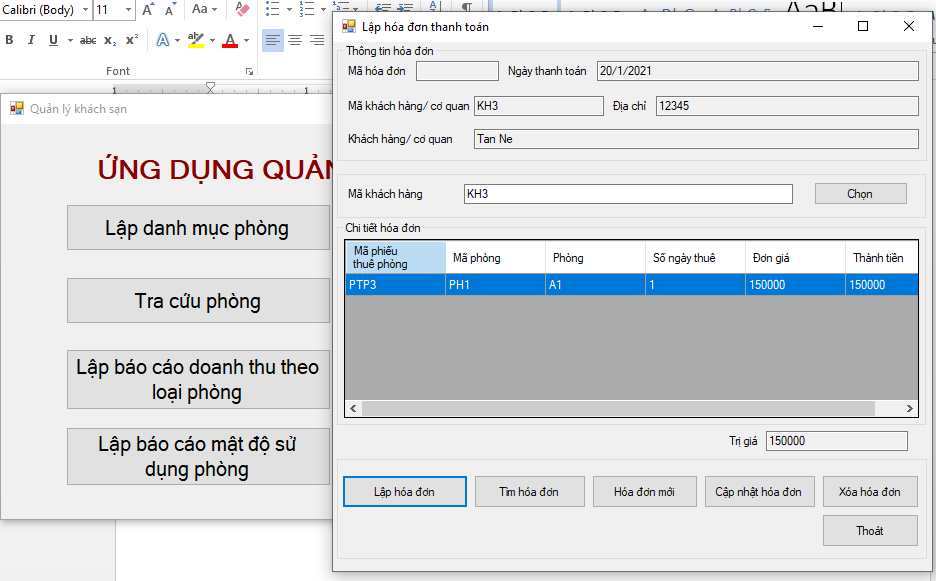 Calibri (Body)
11
A
A
Aa
B I U abc x₂ x² A ab A
Font
1
1
Quản lý khách sạn
ỨNG DỤNG QUẢN
Lập danh mục phòng
Tra cứu phòng
Lập báo cáo doanh thu theo
loại phòng
Lập báo cáo mật độ sử
dụng phòng
Lập hóa đơn thanh toán
Thông tin hóa đơn
Mã hóa đơn
Ngày thanh toán 20/1/2021
Mã khách hàng/ cơ quan KH3 Địa chỉ 12345
Khách hàng/ cơ quan Tan Ne
Mã khách hàng KH3 Chọn
Chi tiết hóa đơn
Mã phiếu
thuê phòng
Mã phòng Phòng Số ngày thuê Đơn giá Thành tiền
PTP3 PH1 A1 1 150000 150000
Trị giá 150000
Lập hóa đơn Tìm hóa đơn Hóa đơn mới Cập nhật hóa đơn Xóa hóa đơn
Thoát